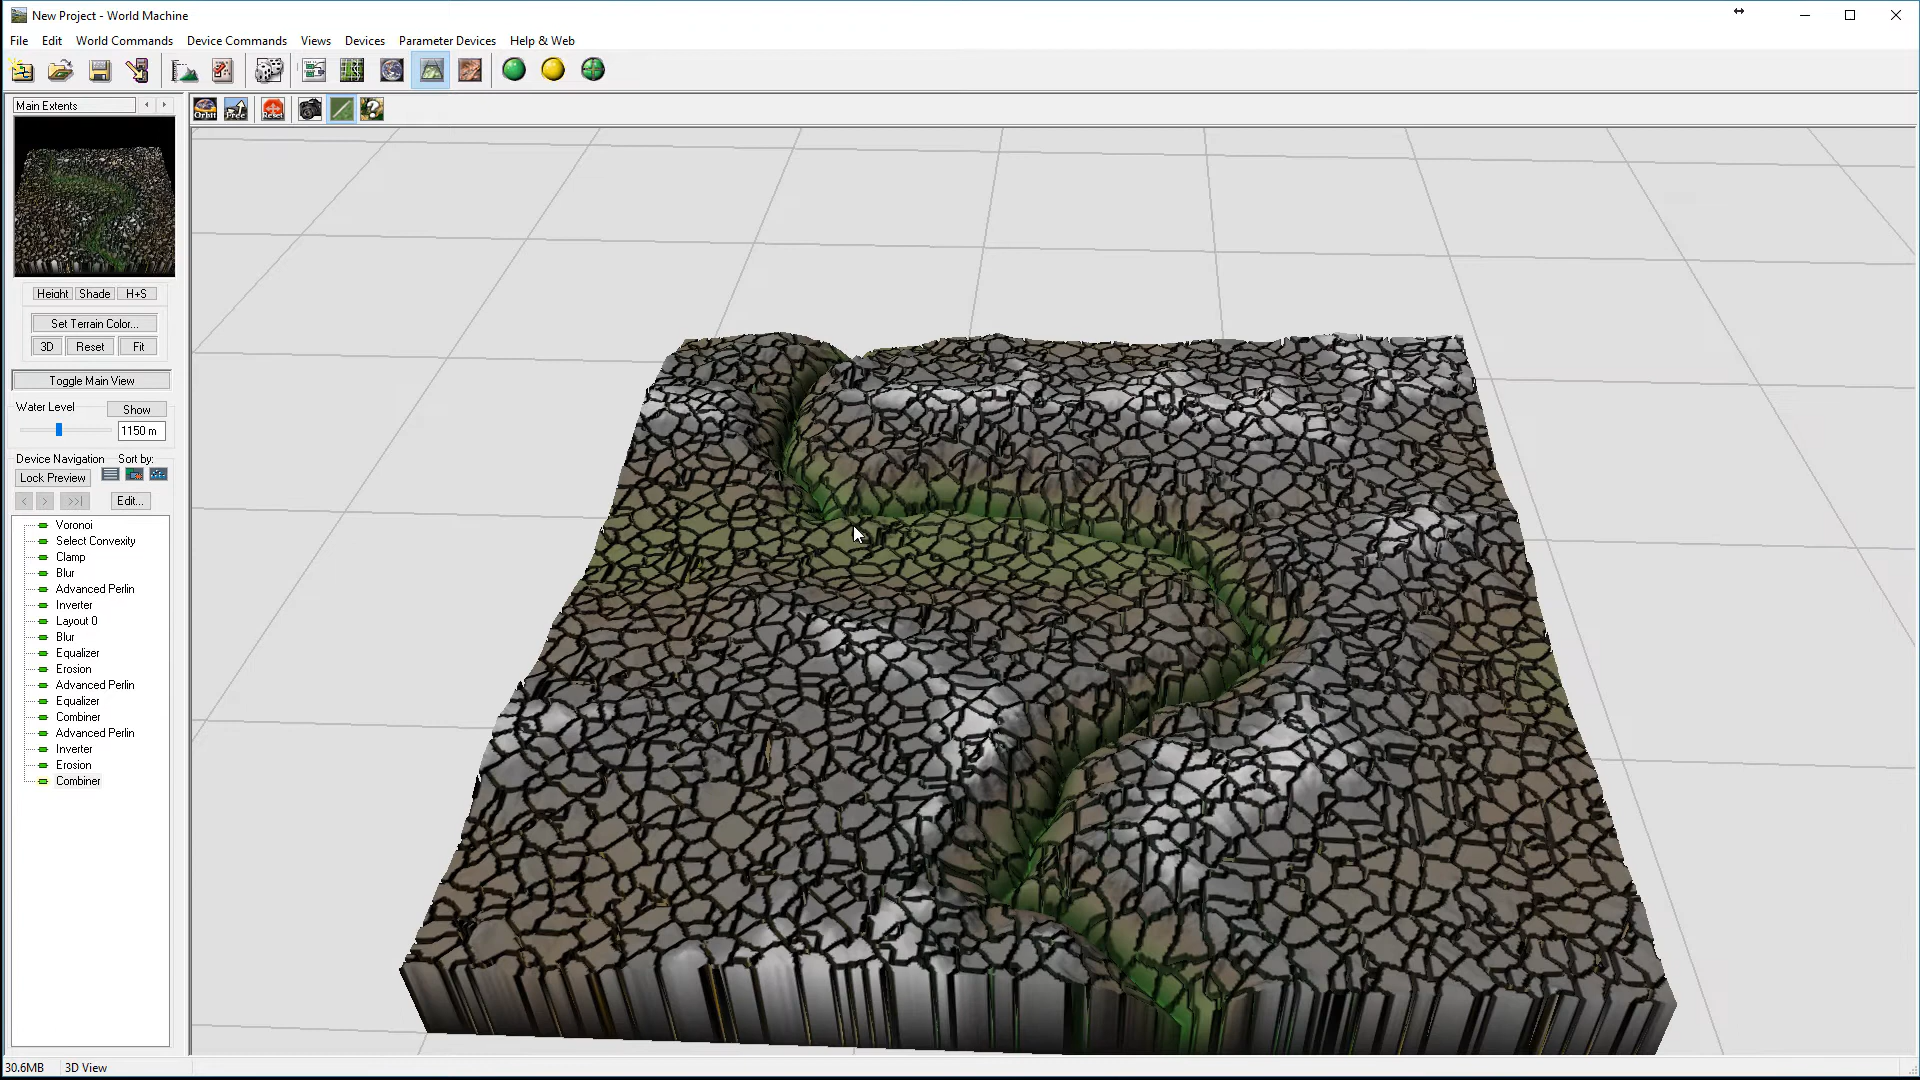 New Project - World Machine
File Edit World Commands Device Commands Views Devices Parameter Devices Help & Web
Main Extents
Orbit Free Reset
Height Shade H+S
Set Terrain Color...
3D Reset Fit
Toggle Main View
Water Level Show
1150 m
Device Navigation Sort by:
Lock Preview
< > >>| Edit...
Voronoi
Select Convexity
Clamp
Blur
Advanced Perlin
Inverter
Layout 0
Blur
Equalizer
Erosion
Advanced Perlin
Equalizer
Combiner
Advanced Perlin
Inverter
Erosion
Combiner
30.6MB 3D View